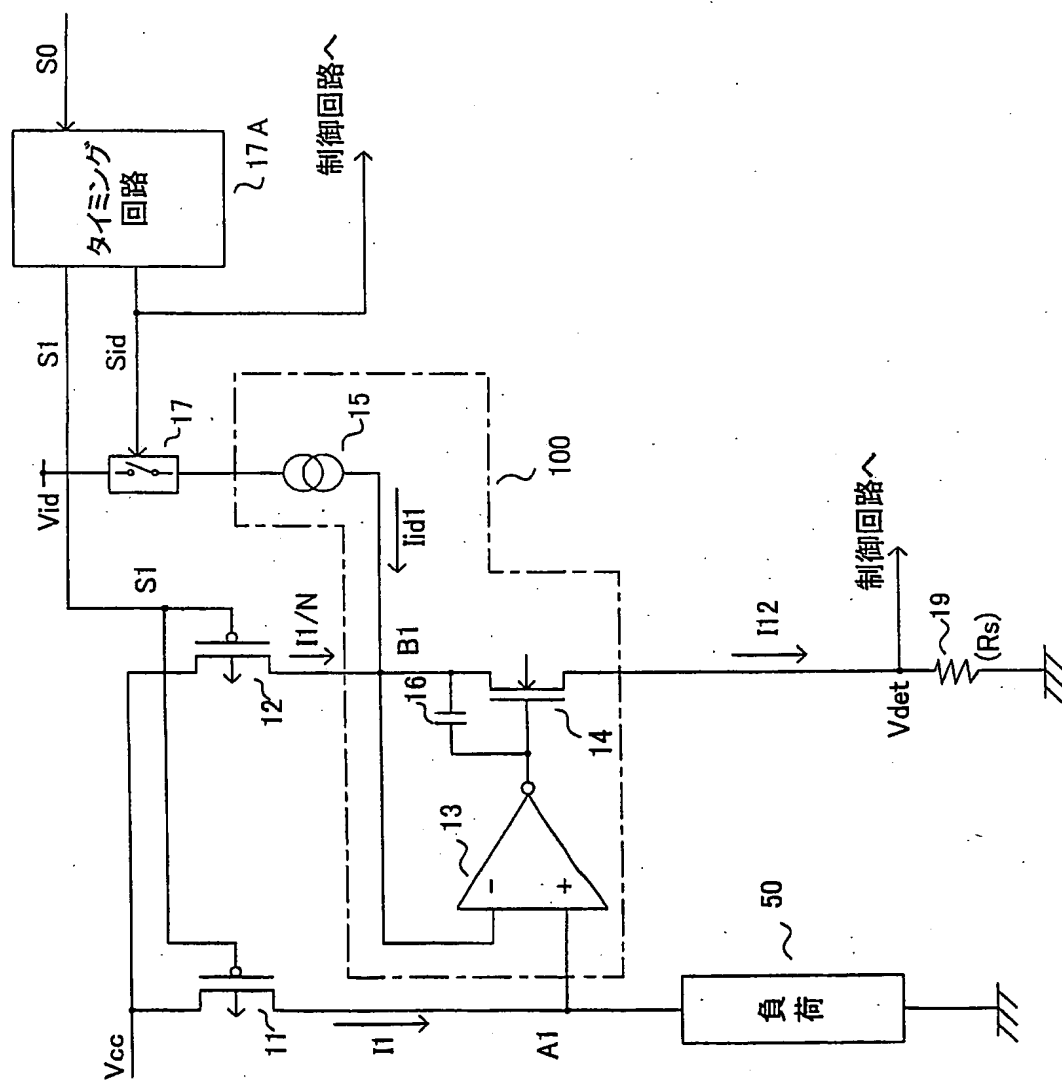 S0
タイミング
回路
17A
制御回路へ
S1
Sid
17
Vid
15
100
Iid1
S1
I1/N
B1
12
16
14
I12
制御回路へ
Vdet
19
(Rs)
13
-
+
Vcc
11
I1
A1
50
負
荷